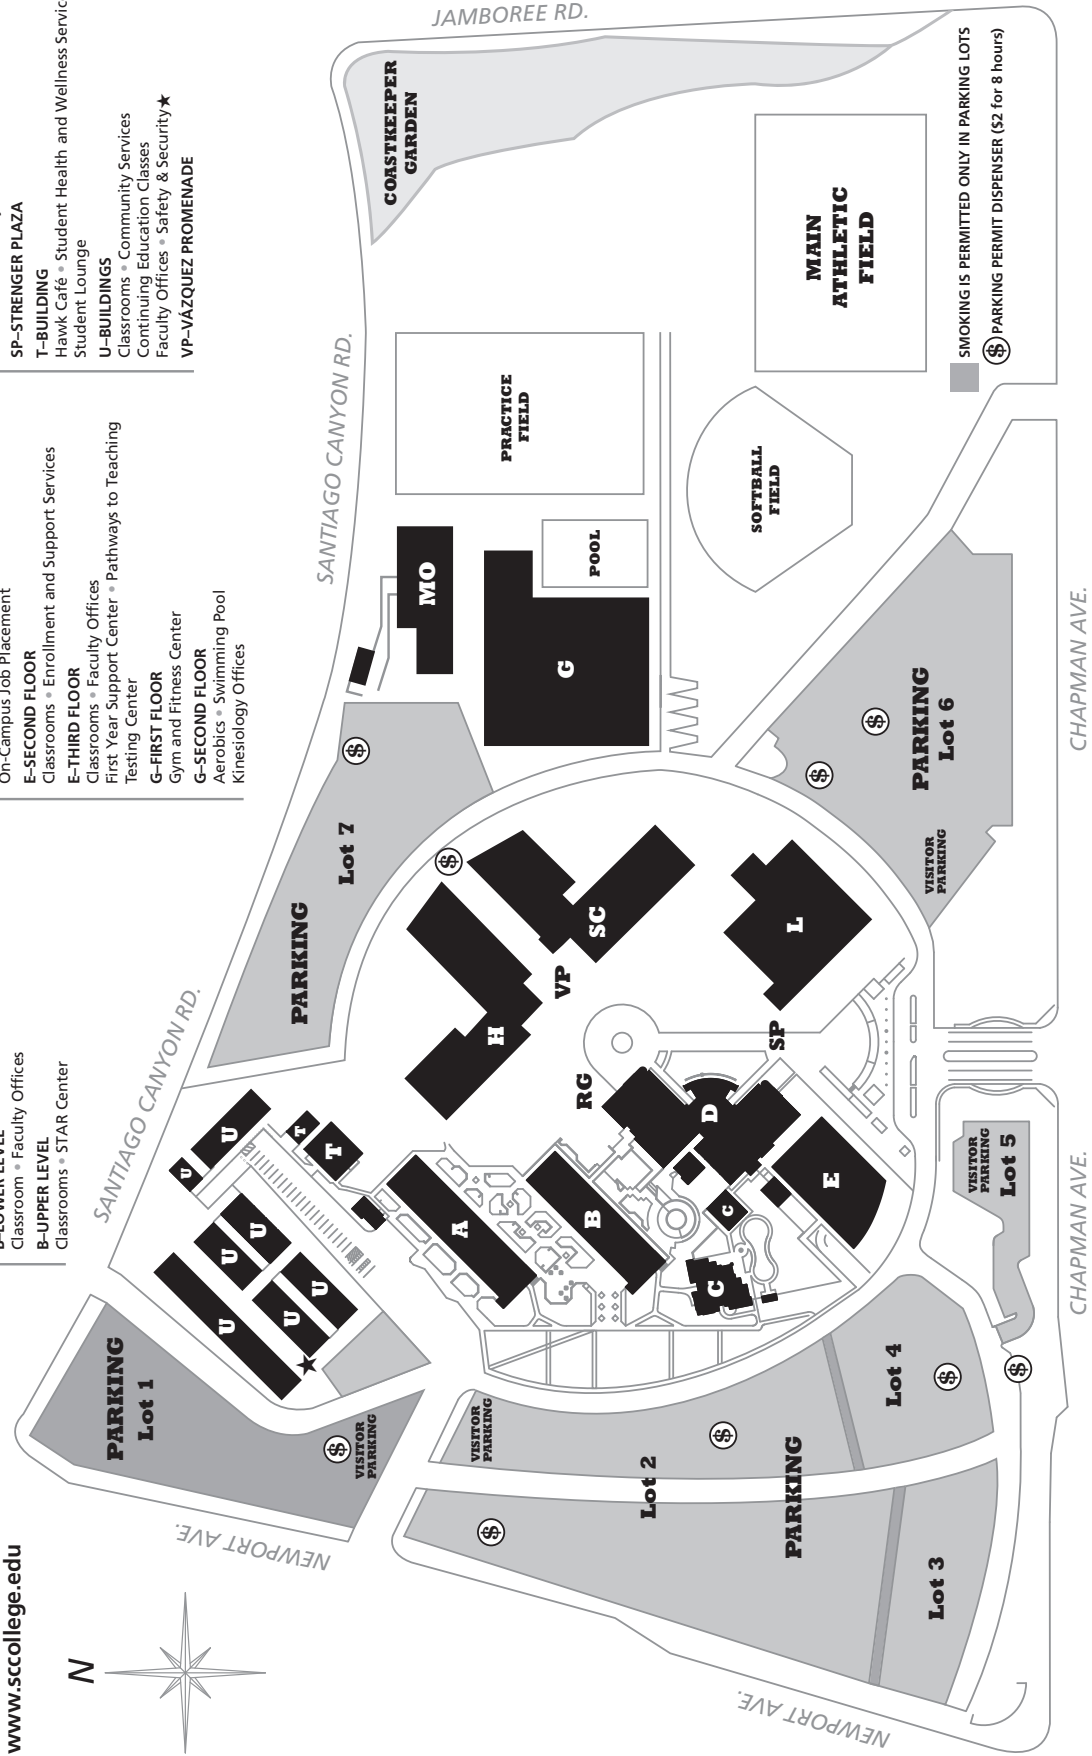 www.sccollege.edu
N
B–LOWER LEVEL
Classroom • Faculty Offices
B–UPPER LEVEL
Classrooms • STAR Center
On-Campus Job Placement
E–SECOND FLOOR
Classrooms • Enrollment and Support Services
E–THIRD FLOOR
Classrooms • Faculty Offices
First Year Support Center • Pathways to Teaching
Testing Center
G–FIRST FLOOR
Gym and Fitness Center
G–SECOND FLOOR
Aerobics • Swimming Pool
Kinesiology Offices
SP–STRENGER PLAZA
T–BUILDING
Hawk Café • Student Health and Wellness Servic
Student Lounge
U–BUILDINGS
Classrooms • Community Services
Continuing Education Classes
Faculty Offices • Safety & Security★
VP–VÁZQUEZ PROMENADE
SANTIAGO CANYON RD.
SANTIAGO CANYON RD.
JAMBOREE RD.
NEWPORT AVE.
NEWPORT AVE.
CHAPMAN AVE.
CHAPMAN AVE.
PARKING
Lot 1
VISITOR
PARKING
$
U
U
U
U
U
U
U
T
T
PARKING
Lot 7
$
$
MO
G
POOL
PRACTICE
FIELD
COASTKEEPER
GARDEN
MAIN
ATHLETIC
FIELD
SOFTBALL
FIELD
A
B
C
C
D
E
H
SC
VP
RG
SP
L
VISITOR
PARKING
Lot 2
PARKING
$
$
Lot 3
Lot 4
$
$
VISITOR
PARKING
Lot 5
VISITOR
PARKING
PARKING
Lot 6
$
$
SMOKING IS PERMITTED ONLY IN PARKING LOTS
$ PARKING PERMIT DISPENSER ($2 for 8 hours)